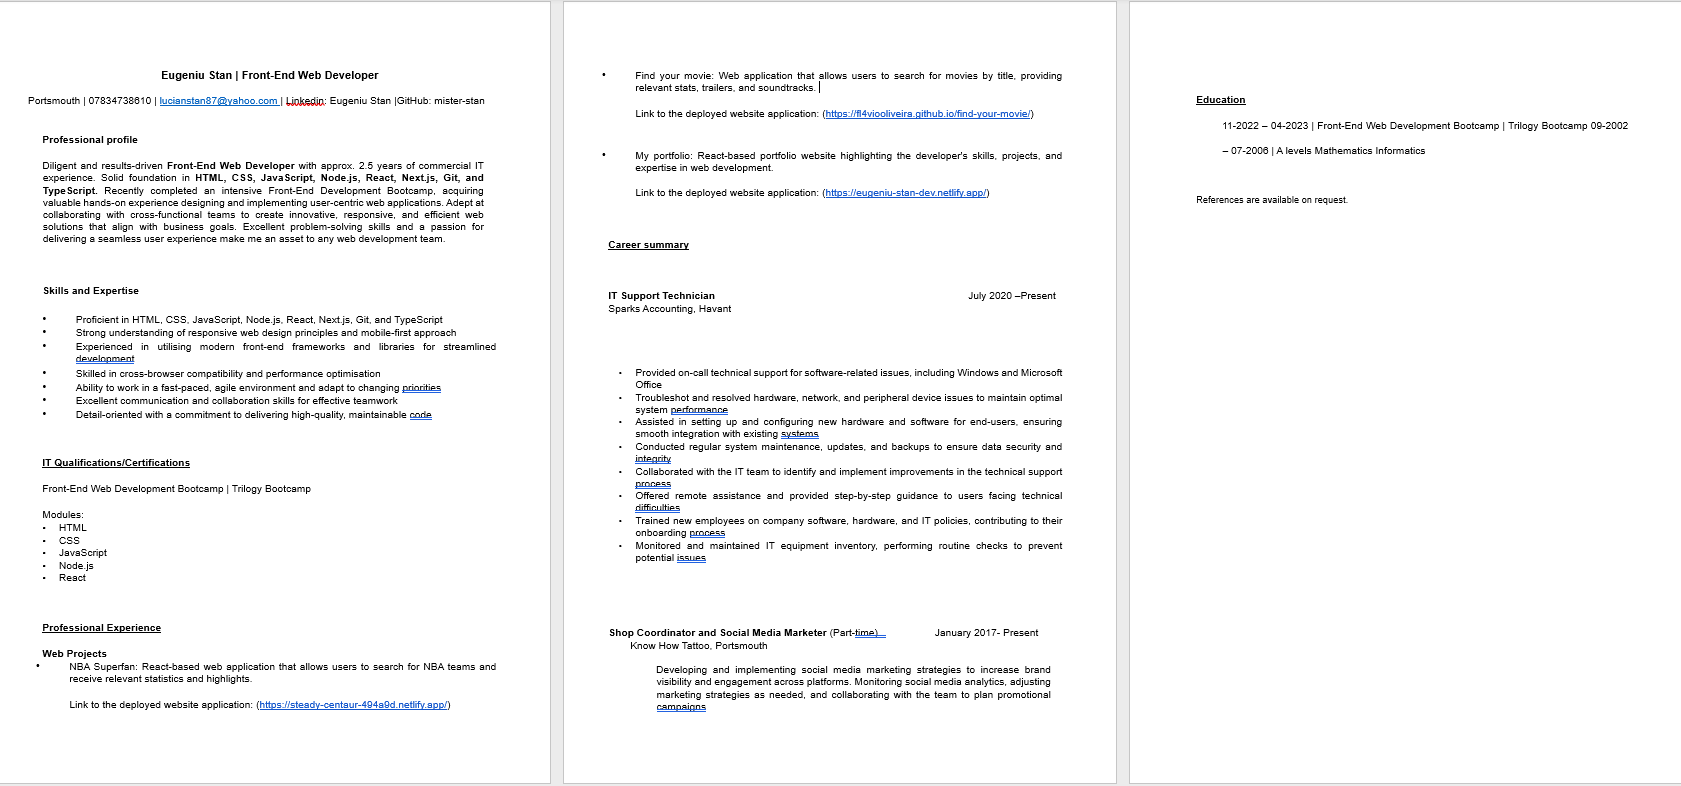 Eugeniu Stan | Front-End Web Developer
Portsmouth | 07834738610 | lucianstan87@yahoo.com | Linkedin: Eugeniu Stan |GitHub: mister-stan
Professional profile
Diligent and results-driven Front-End Web Developer with approx. 2.5 years of commercial IT
experience. Solid foundation in HTML, CSS, JavaScript, Node.js, React, Next.js, Git, and
TypeScript. Recently completed an intensive Front-End Development Bootcamp, acquiring
valuable hands-on experience designing and implementing user-centric web applications. Adept at
collaborating with cross-functional teams to create innovative, responsive, and efficient web
solutions that align with business goals. Excellent problem-solving skills and a passion for
delivering a seamless user experience make me an asset to any web development team.
Skills and Expertise
• Proficient in HTML, CSS, JavaScript, Node.js, React, Next.js, Git, and TypeScript
• Strong understanding of responsive web design principles and mobile-first approach
• Experienced in utilising modern front-end frameworks and libraries for streamlined
development
• Skilled in cross-browser compatibility and performance optimisation
• Ability to work in a fast-paced, agile environment and adapt to changing priorities
• Excellent communication and collaboration skills for effective teamwork
• Detail-oriented with a commitment to delivering high-quality, maintainable code
IT Qualifications/Certifications
Front-End Web Development Bootcamp | Trilogy Bootcamp
Modules:
• HTML
• CSS
• JavaScript
• Node.js
• React
Professional Experience
Web Projects
• NBA Superfan: React-based web application that allows users to search for NBA teams and
receive relevant statistics and highlights.
Link to the deployed website application: (https://steady-centaur-494a9d.netlify.app/)
• Find your movie: Web application that allows users to search for movies by title, providing
relevant stats, trailers, and soundtracks.
Link to the deployed website application: (https://fl4viooliveira.github.io/find-your-movie/)
• My portfolio: React-based portfolio website highlighting the developer's skills, projects, and
expertise in web development.
Link to the deployed website application: (https://eugeniu-stan-dev.netlify.app/)
Career summary
IT Support Technician July 2020 –Present
Sparks Accounting, Havant
• Provided on-call technical support for software-related issues, including Windows and Microsoft
Office
• Troubleshot and resolved hardware, network, and peripheral device issues to maintain optimal
system performance
• Assisted in setting up and configuring new hardware and software for end-users, ensuring
smooth integration with existing systems
• Conducted regular system maintenance, updates, and backups to ensure data security and
integrity
• Collaborated with the IT team to identify and implement improvements in the technical support
process
• Offered remote assistance and provided step-by-step guidance to users facing technical
difficulties
• Trained new employees on company software, hardware, and IT policies, contributing to their
onboarding process
• Monitored and maintained IT equipment inventory, performing routine checks to prevent
potential issues
Shop Coordinator and Social Media Marketer (Part-time) January 2017- Present
Know How Tattoo, Portsmouth
Developing and implementing social media marketing strategies to increase brand
visibility and engagement across platforms. Monitoring social media analytics, adjusting
marketing strategies as needed, and collaborating with the team to plan promotional
campaigns
Education
11-2022 – 04-2023 | Front-End Web Development Bootcamp | Trilogy Bootcamp 09-2002
– 07-2006 | A levels Mathematics Informatics
References are available on request.